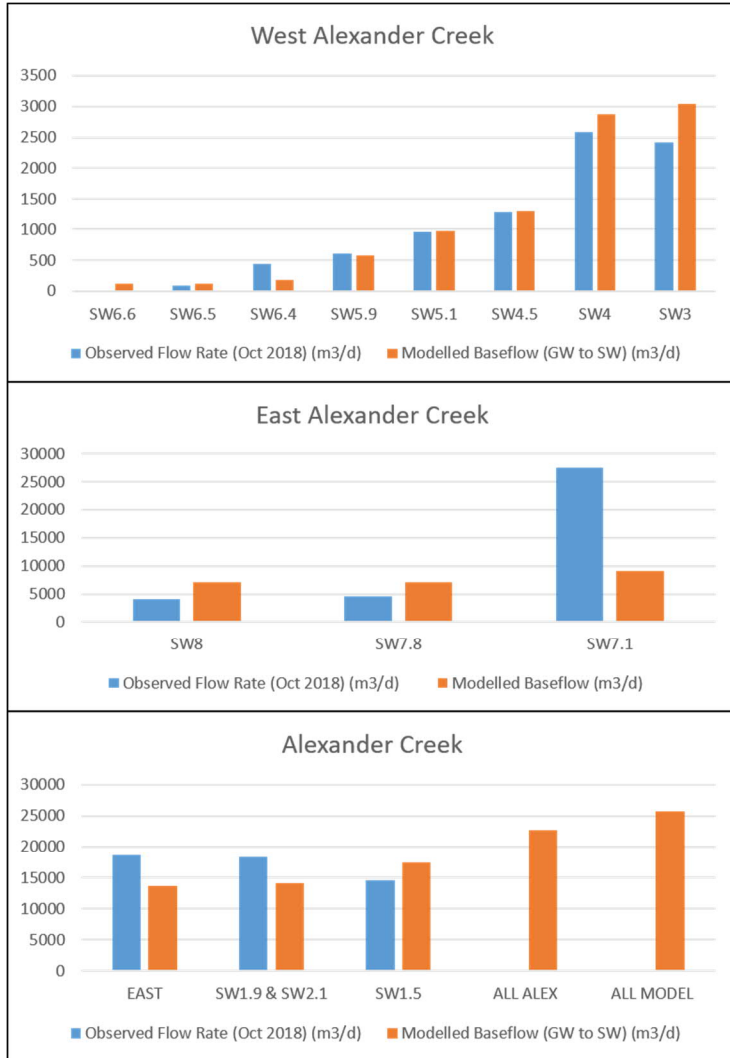 West Alexander Creek
3500
3000
2500
2000
1500
1000
500
0
SW6.6 SW6.5 SW6.4 SW5.9 SW5.1 SW4.5 SW4 SW3
Observed Flow Rate (Oct 2018) (m3/d) Modelled Baseflow (GW to SW) (m3/d)
East Alexander Creek
30000
25000
20000
15000
10000
5000
0
SW8 SW7.8 SW7.1
Observed Flow Rate (Oct 2018) (m3/d) Modelled Baseflow (m3/d)
Alexander Creek
30000
25000
20000
15000
10000
5000
0
EAST SW1.9 & SW2.1 SW1.5 ALL ALEX ALL MODEL
Observed Flow Rate (Oct 2018) (m3/d) Modelled Baseflow (GW to SW) (m3/d)